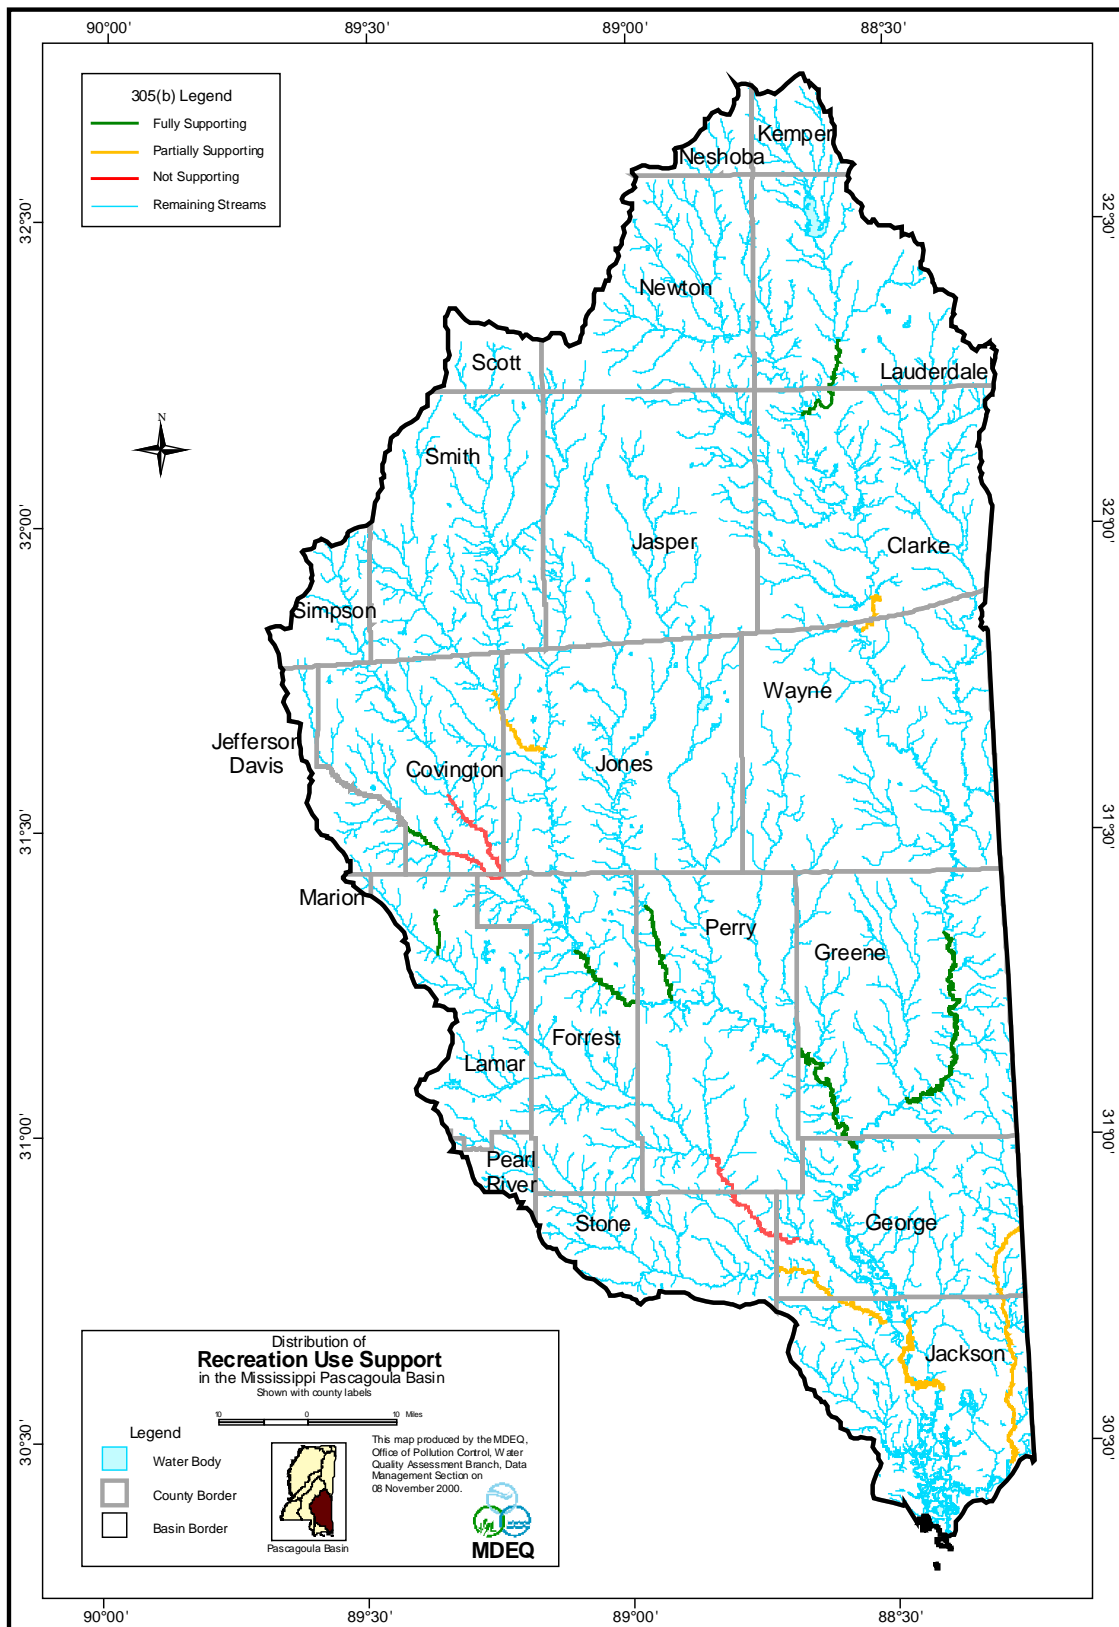 90°00'
89°30'
89°00'
88°30'
305(b) Legend
Fully Supporting
Partially Supporting
Not Supporting
Remaining Streams
32°30'
32°30'
32°00'
32°00'
31°30'
31°30'
31°00'
31°00'
30°30'
30°30'
N
Kemper
Neshoba
Newton
Scott
Lauderdale
Smith
Jasper
Clarke
Simpson
Wayne
Jefferson
Davis
Covington
Jones
Marion
Perry
Greene
Forrest
Lamar
Pearl
River
Stone
George
Jackson
Distribution of
Recreation Use Support
in the Mississippi Pascagoula Basin
Shown with county labels
10 0 10 Miles
Legend
Water Body
County Border
Basin Border
Pascagoula Basin
This map produced by the MDEQ,
Office of Pollution Control, Water
Quality Assessment Branch, Data
Management Section on
08 November 2000.
MDEQ
90°00'
89°30'
89°00'
88°30'